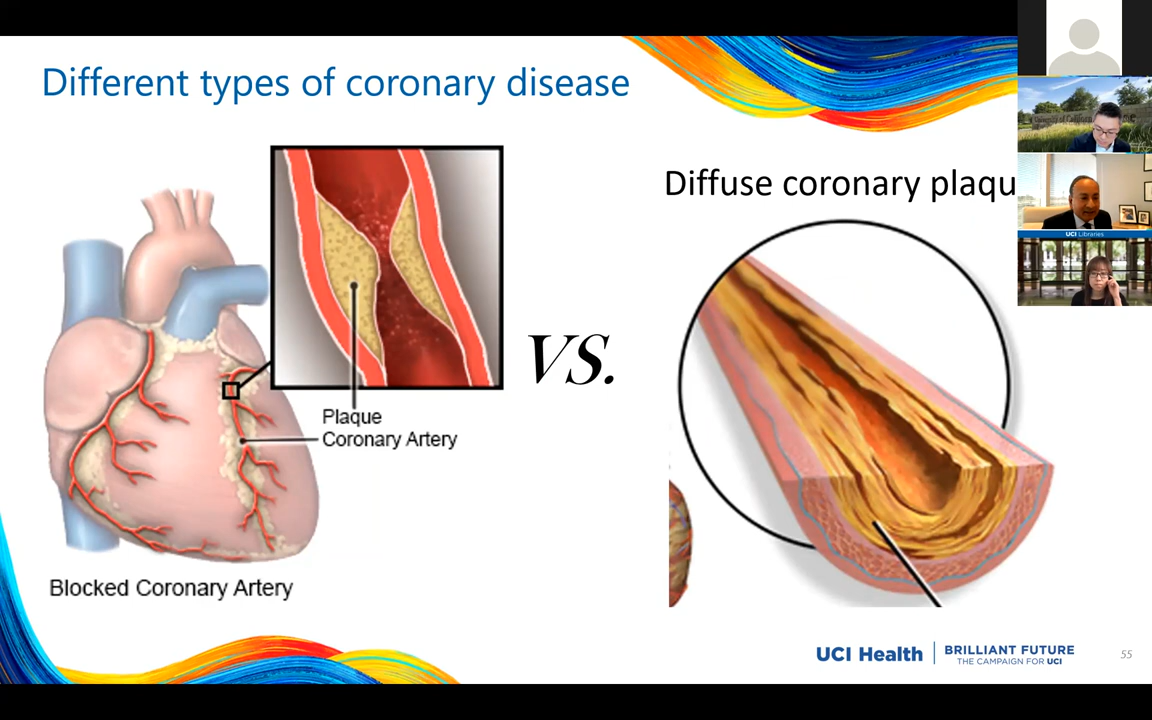 Different types of coronary disease
Diffuse coronary plaqu
VS.
Plaque
Coronary Artery
Blocked Coronary Artery
UCI Libraries
UCI Health
BRILLIANT FUTURE
THE CAMPAIGN FOR UCI
55